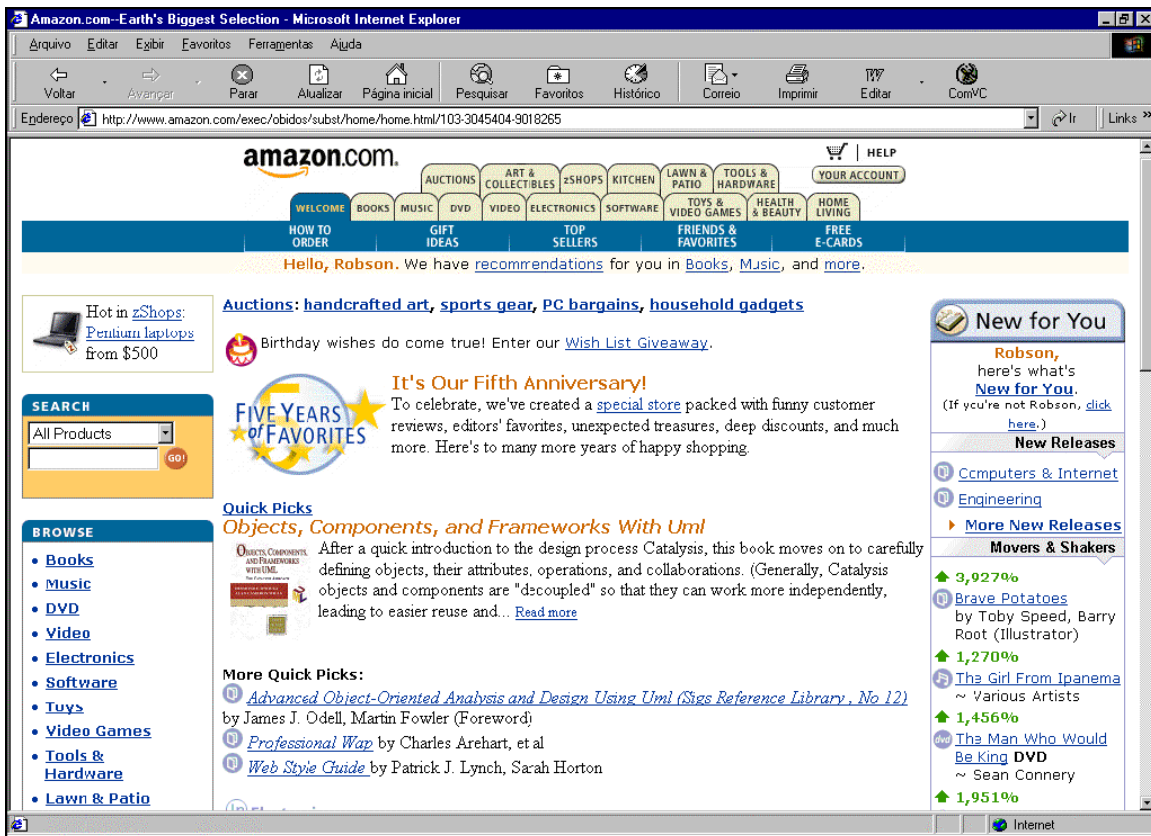 Amazon.com--Earth's Biggest Selection - Microsoft Internet Explorer
Arquivo Editar Exibir Favoritos Ferramentas Ajuda
Voltar Avançar Parar Atualizar Página inicial Pesquisar Favoritos Histórico Correio Imprimir Editar ComVC
Endereço http://www.amazon.com/exec/obidos/subst/home/home.html/103-3045404-9018265 Ir Links »
amazon.com.
HELP
YOUR ACCOUNT
AUCTIONS ART & COLLECTIBLES zSHOPS KITCHEN LAWN & PATIO TOOLS & HARDWARE
WELCOME BOOKS MUSIC DVD VIDEO ELECTRONICS SOFTWARE TOYS & VIDEO GAMES HEALTH & BEAUTY HOME LIVING
HOW TO ORDER GIFT IDEAS TOP SELLERS FRIENDS & FAVORITES FREE E-CARDS
Hello, Robson. We have recommendations for you in Books, Music, and more.
Hot in zShops:
Pentium laptops
from $500
SEARCH
All Products
GO!
BROWSE
• Books
• Music
• DVD
• Video
• Electronics
• Software
• Toys
• Video Games
• Tools &
Hardware
• Lawn & Patio
Auctions: handcrafted art, sports gear, PC bargains, household gadgets
Birthday wishes do come true! Enter our Wish List Giveaway.
5
FIVE YEARS
of FAVORITES
It's Our Fifth Anniversary!
To celebrate, we've created a special store packed with funny customer
reviews, editors' favorites, unexpected treasures, deep discounts, and much
more. Here's to many more years of happy shopping.
Quick Picks
Objects, Components, and Frameworks With Uml
OBJECTS, COMPONENTS,
AND FRAMEWORKS
WITH UML
After a quick introduction to the design process Catalysis, this book moves on to carefully
defining objects, their attributes, operations, and collaborations. (Generally, Catalysis
objects and components are "decoupled" so that they can work more independently,
leading to easier reuse and... Read more
More Quick Picks:
Advanced Object-Oriented Analysis and Design Using Uml (Sigs Reference Library , No 12)
by James J. Odell, Martin Fowler (Foreword)
Professional Wap by Charles Arehart, et al
Web Style Guide by Patrick J. Lynch, Sarah Horton
New for You
Robson,
here's what's
New for You.
(If you're not Robson, click
here.)
New Releases
Computers & Internet
Engineering
More New Releases
Movers & Shakers
3,927%
Brave Potatoes
by Toby Speed, Barry
Root (Illustrator)
1,270%
The Girl From Ipanema
~ Various Artists
1,456%
dvd The Man Who Would
Be King DVD
~ Sean Connery
1,951%
Internet